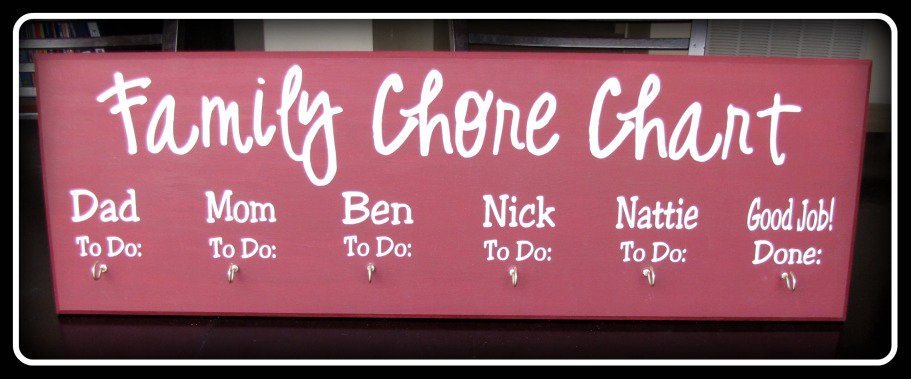 Family Chore Chart
Dad Mom Ben Nick Nattie Good Job!
To Do: To Do: To Do: To Do: To Do: Done: